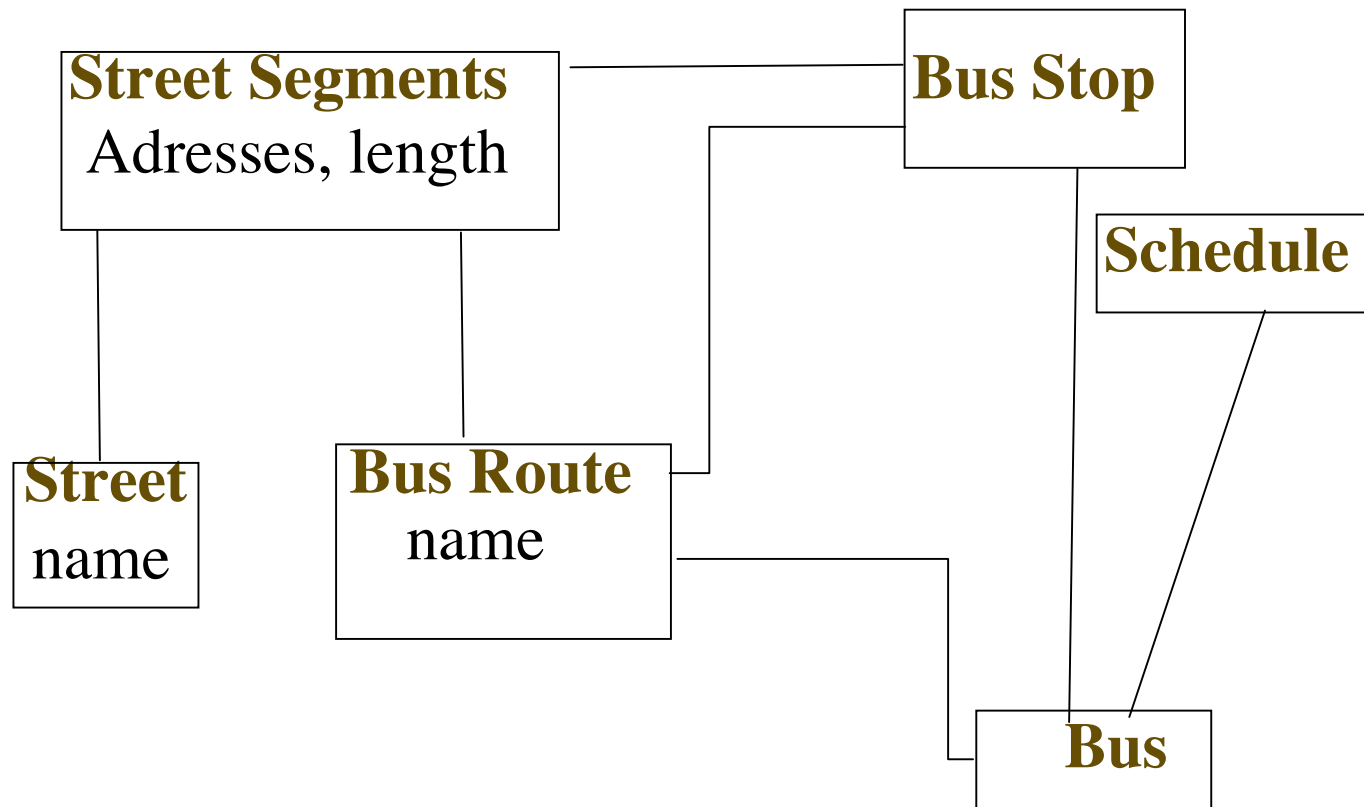 Street Segments
Adresses, length
Bus Stop
Schedule
Street
name
Bus Route
name
Bus